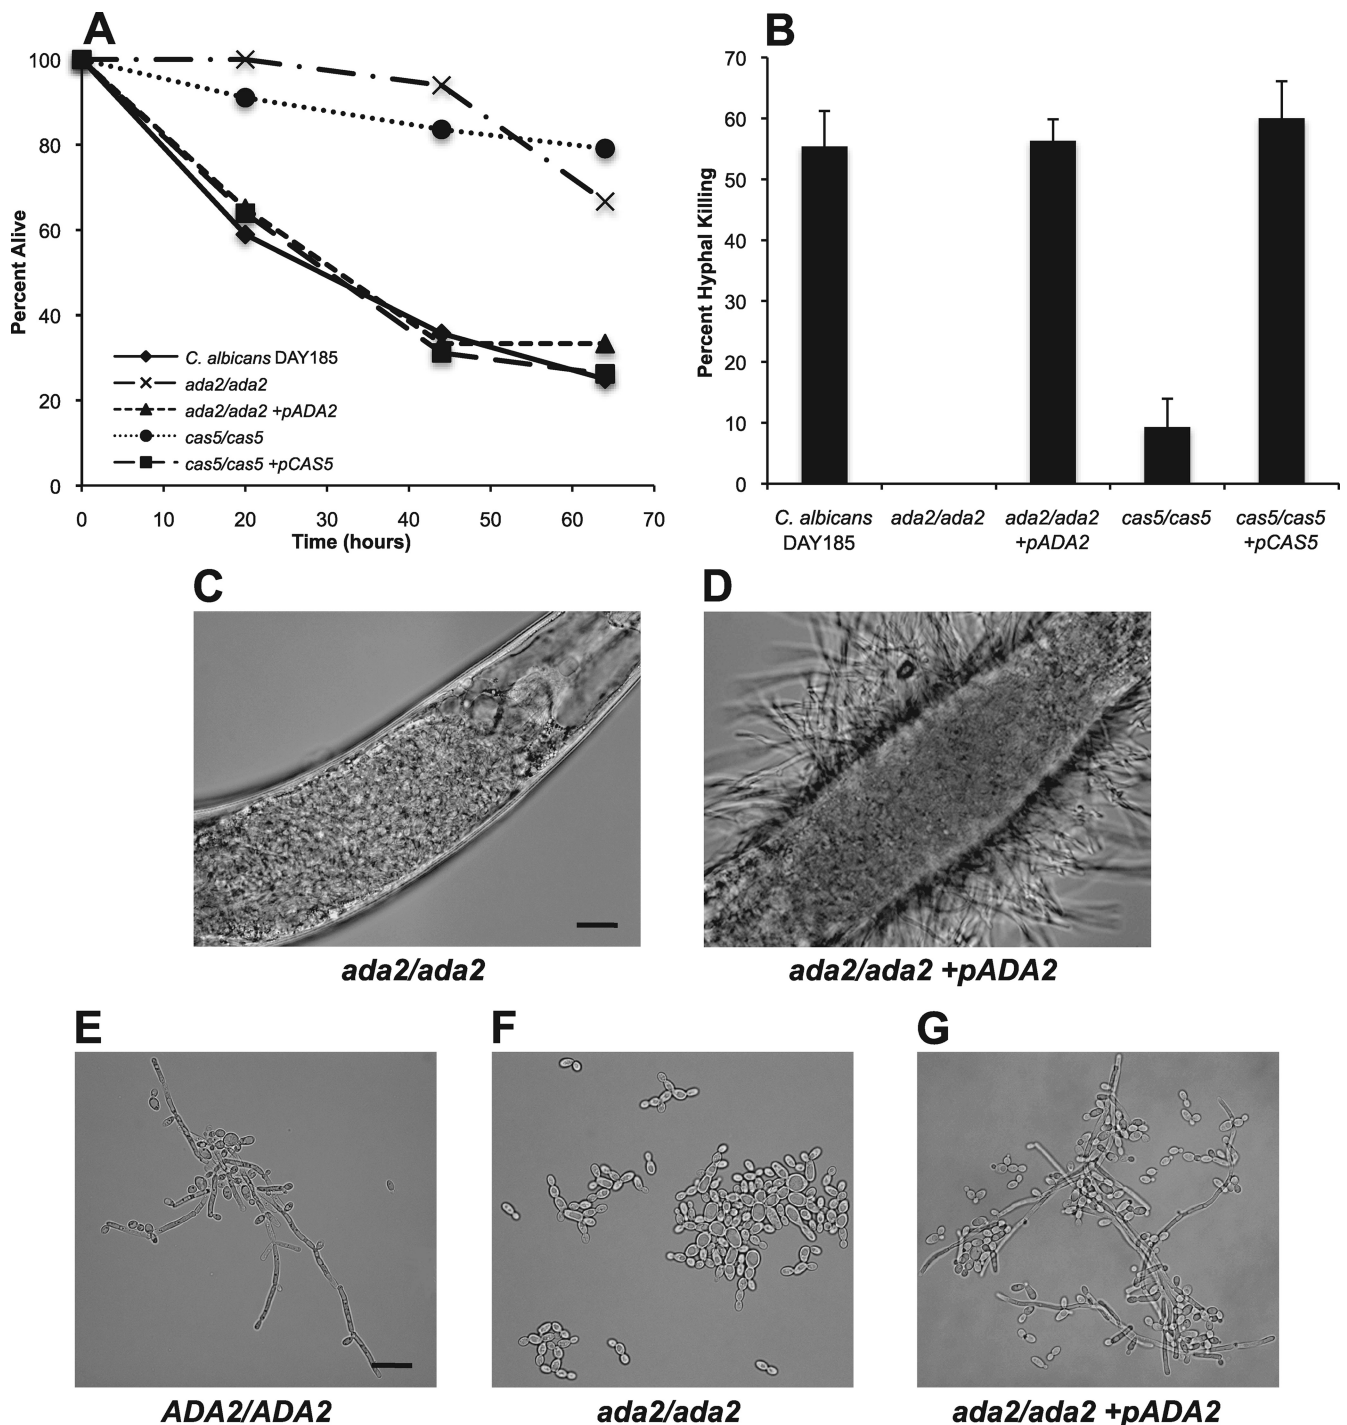 A
100
80
60
40
20
0
0 10 20 30 40 50 60 70
Percent Alive
Time (hours)
C. albicans DAY185
ada2/ada2
ada2/ada2 +pADA2
cas5/cas5
cas5/cas5 +pCAS5
B
70
60
50
40
30
20
10
0
Percent Hyphal Killing
C. albicans DAY185
ada2/ada2
ada2/ada2 +pADA2
cas5/cas5
cas5/cas5 +pCAS5
C
ada2/ada2
D
ada2/ada2 +pADA2
E
ADA2/ADA2
F
ada2/ada2
G
ada2/ada2 +pADA2